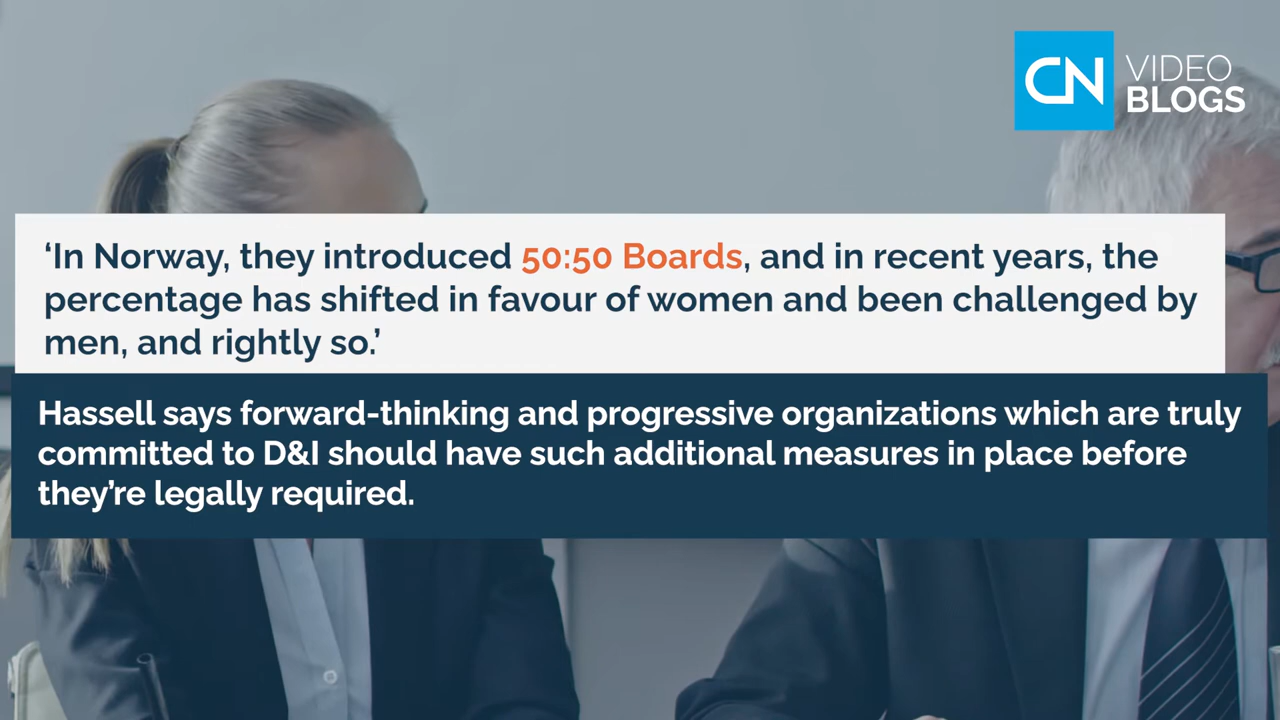 CN VIDEO
BLOGS
‘In Norway, they introduced 50:50 Boards, and in recent years, the
percentage has shifted in favour of women and been challenged by
men, and rightly so.’
Hassell says forward-thinking and progressive organizations which are truly
committed to D&I should have such additional measures in place before
they’re legally required.